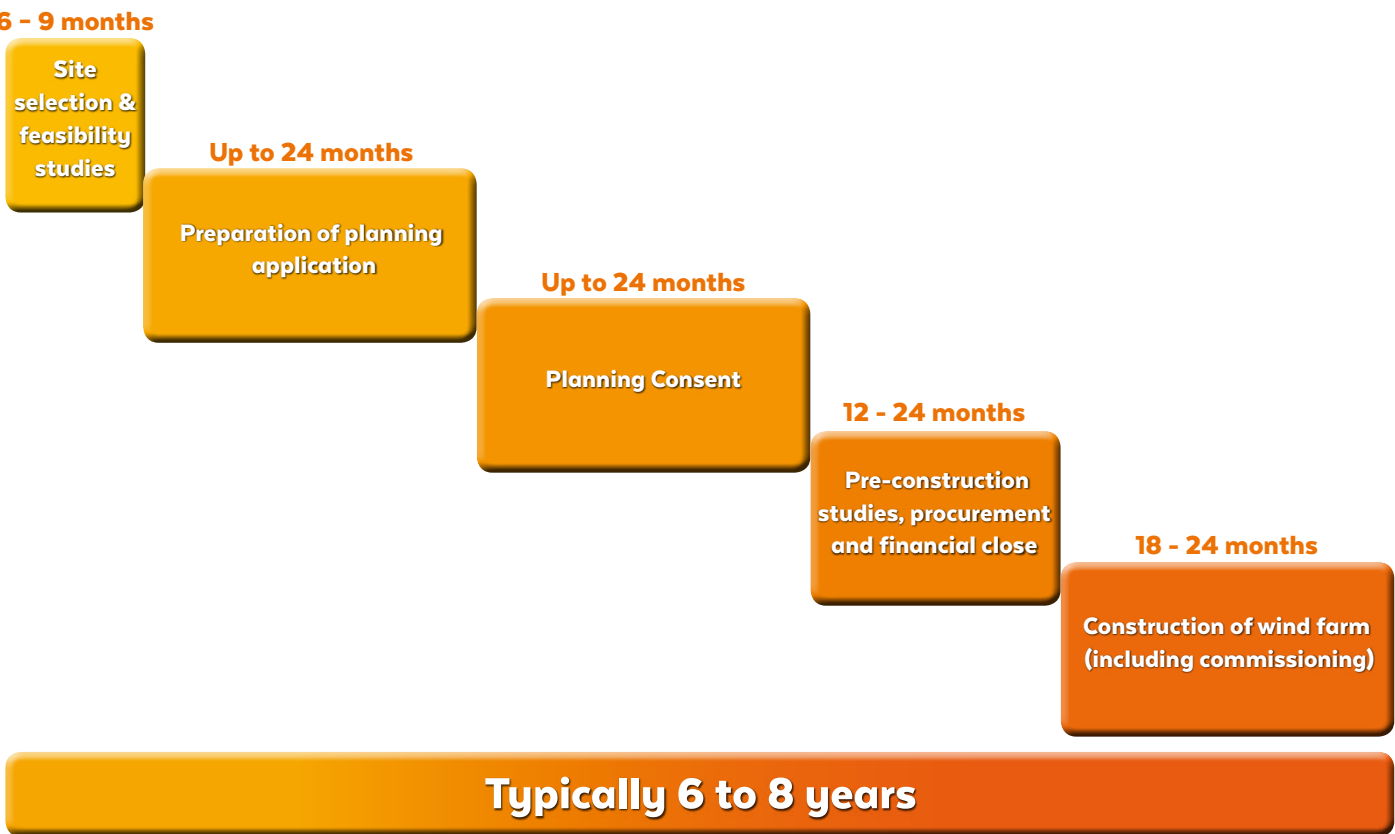 6 – 9 months
Site
selection &
feasibility
studies
Up to 24 months
Preparation of planning
application
Up to 24 months
Planning Consent
12 - 24 months
Pre-construction
studies, procurement
and financial close
18 - 24 months
Construction of wind farm
(including commissioning)
Typically 6 to 8 years